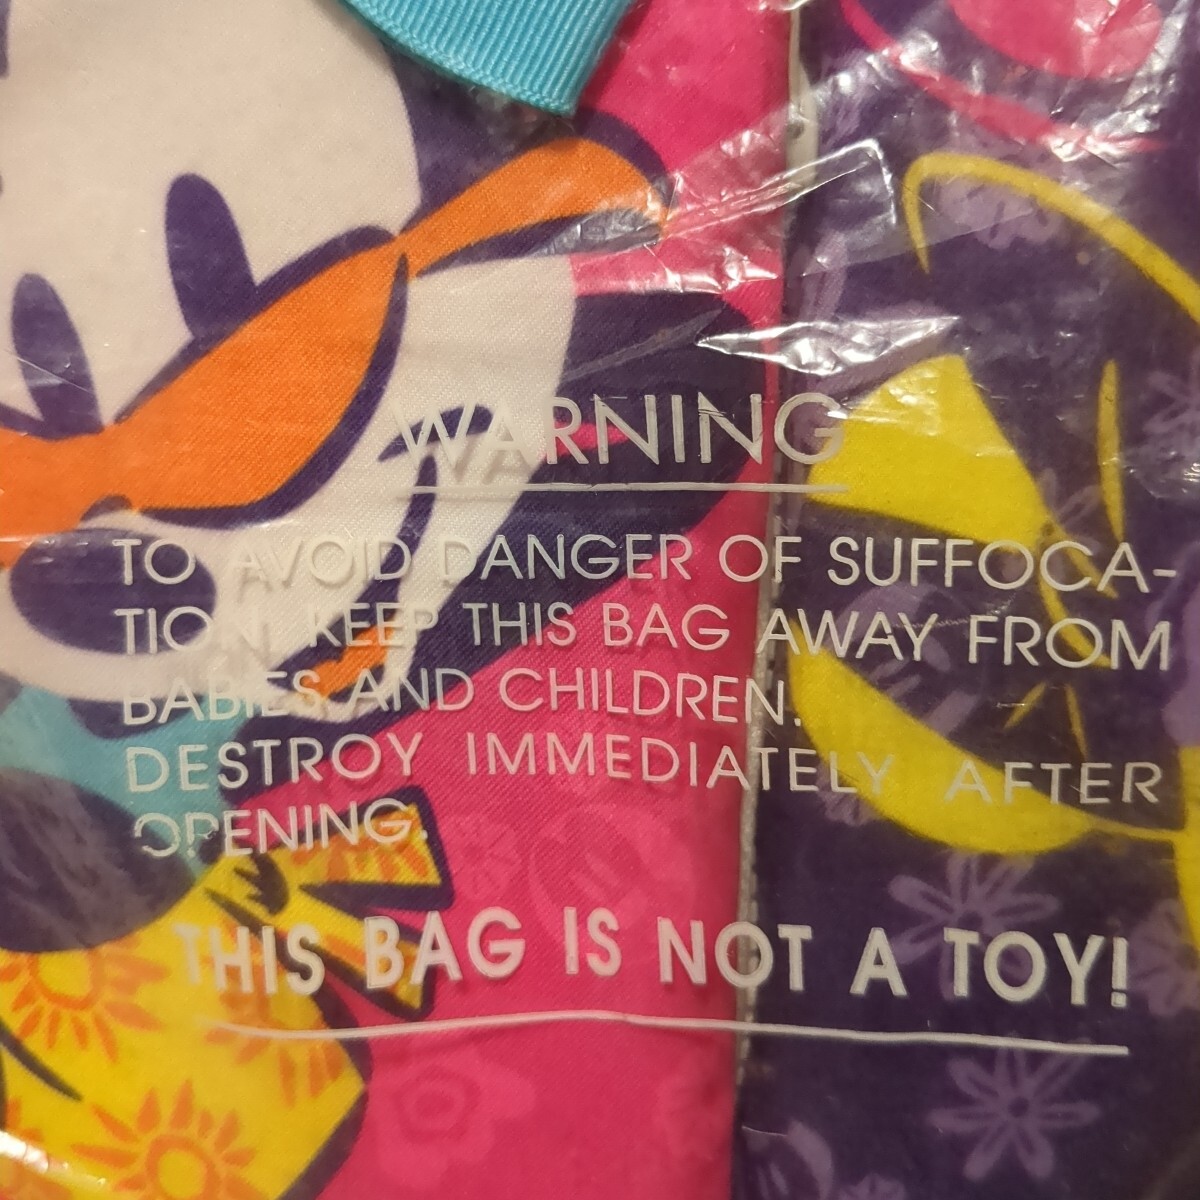 WARNING
TO AVOID DANGER OF SUFFOCA-
TION KEEP THIS BAG AWAY FROM
BABIES AND CHILDREN.
DESTROY IMMEDIATELY AFTER
OPENING.
THIS BAG IS NOT A TOY!